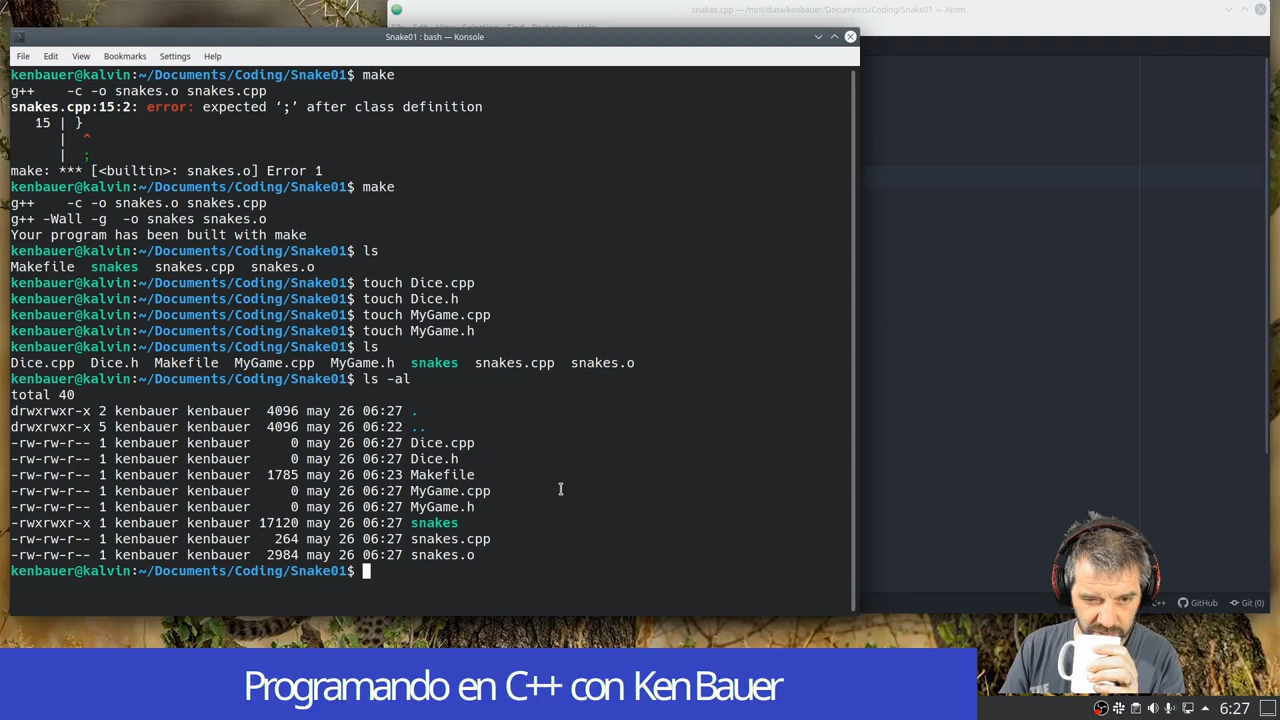 snakes.cpp — /mnt/data/kenbauer/Documents/Coding/Snake01 — Atom
Snake01 : bash — Konsole
File Edit View Bookmarks Settings Help
kenbauer@kalvin:~/Documents/Coding/Snake01$ make
g++    -c -o snakes.o snakes.cpp
snakes.cpp:15:2: error: expected ‘;’ after class definition
   15 | }
      |  ^
      |  ;
make: *** [<builtin>: snakes.o] Error 1
kenbauer@kalvin:~/Documents/Coding/Snake01$ make
g++    -c -o snakes.o snakes.cpp
g++ -Wall -g  -o snakes snakes.o
Your program has been built with make
kenbauer@kalvin:~/Documents/Coding/Snake01$ ls
Makefile  snakes  snakes.cpp  snakes.o
kenbauer@kalvin:~/Documents/Coding/Snake01$ touch Dice.cpp
kenbauer@kalvin:~/Documents/Coding/Snake01$ touch Dice.h
kenbauer@kalvin:~/Documents/Coding/Snake01$ touch MyGame.cpp
kenbauer@kalvin:~/Documents/Coding/Snake01$ touch MyGame.h
kenbauer@kalvin:~/Documents/Coding/Snake01$ ls
Dice.cpp  Dice.h  Makefile  MyGame.cpp  MyGame.h  snakes  snakes.cpp  snakes.o
kenbauer@kalvin:~/Documents/Coding/Snake01$ ls -al
total 40
drwxrwxr-x 2 kenbauer kenbauer  4096 may 26 06:27 .
drwxrwxr-x 5 kenbauer kenbauer  4096 may 26 06:22 ..
-rw-rw-r-- 1 kenbauer kenbauer     0 may 26 06:27 Dice.cpp
-rw-rw-r-- 1 kenbauer kenbauer     0 may 26 06:27 Dice.h
-rw-rw-r-- 1 kenbauer kenbauer  1785 may 26 06:23 Makefile
-rw-rw-r-- 1 kenbauer kenbauer     0 may 26 06:27 MyGame.cpp
-rw-rw-r-- 1 kenbauer kenbauer     0 may 26 06:27 MyGame.h
-rwxrwxr-x 1 kenbauer kenbauer 17120 may 26 06:27 snakes
-rw-rw-r-- 1 kenbauer kenbauer   264 may 26 06:27 snakes.cpp
-rw-rw-r-- 1 kenbauer kenbauer  2984 may 26 06:27 snakes.o
kenbauer@kalvin:~/Documents/Coding/Snake01$
C++ GitHub Git (0)
Programando en C++ con Ken Bauer
6:27